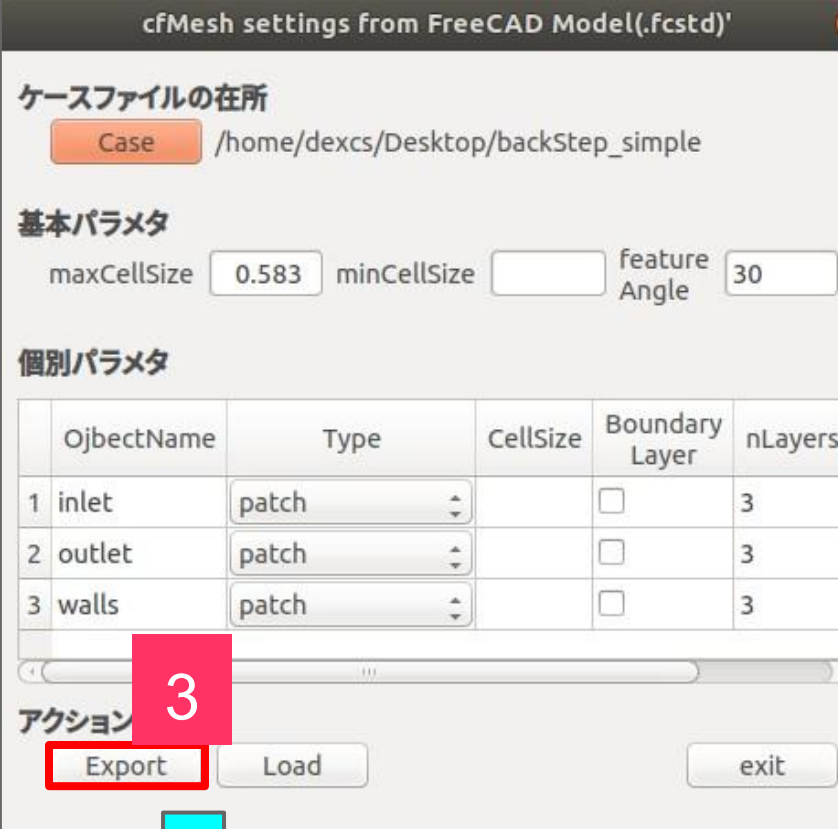 cfMesh settings from FreeCAD Model(.fcstd)'
ケースファイルの在所
Case /home/dexcs/Desktop/backStep_simple
基本パラメタ
maxCellSize 0.583 minCellSize feature Angle 30
個別パラメタ
OjbectName Type CellSize Boundary Layer nLayers
1 inlet patch 3
2 outlet patch 3
3 walls patch 3
3
アクション
Export Load exit